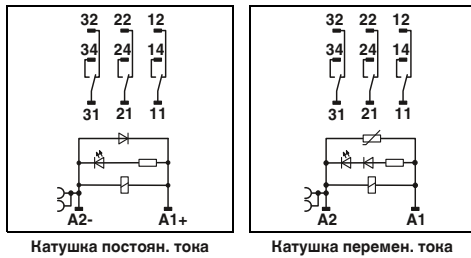 32 22 12
34 24 14
31 21 11
A2- A1+
Катушка постоян. тока
32 22 12
34 24 14
31 21 11
A2 A1
Катушка перемен. тока